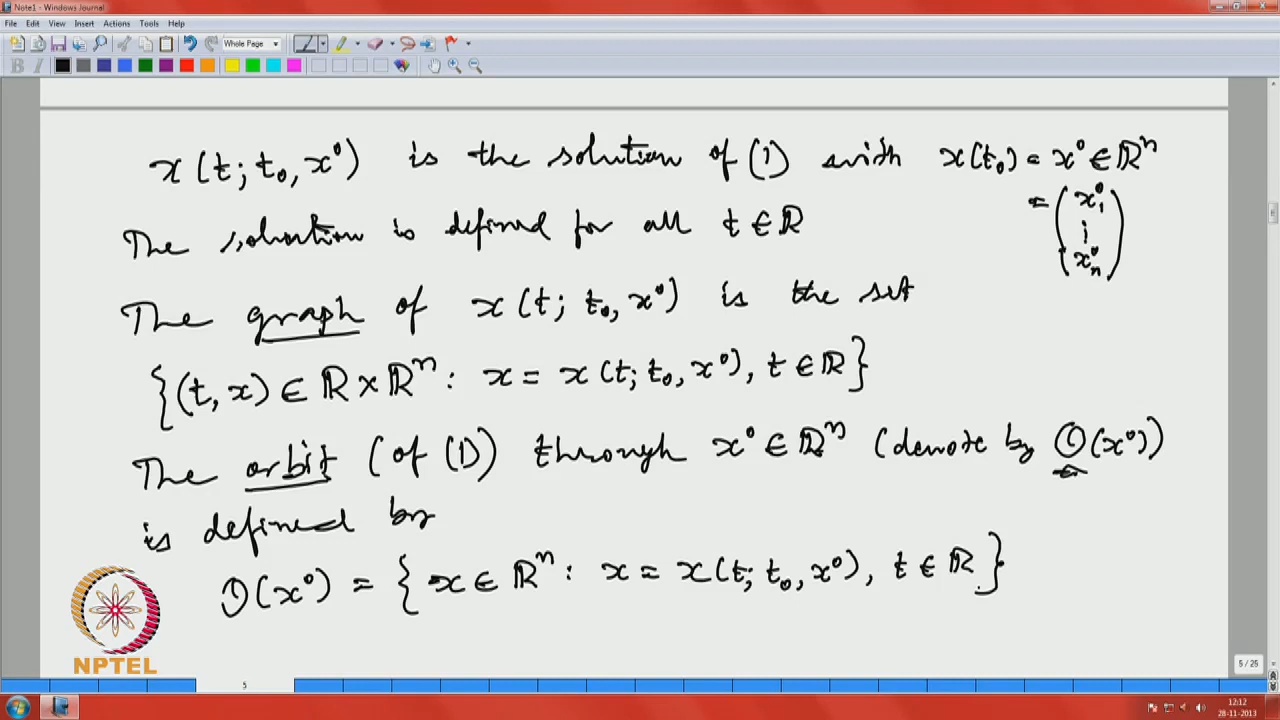 Note1 - Windows Journal
File Edit View Insert Actions Tools Help
Whole Page
B I
x(t; t₀, x⁰) is the solution of (1) with x(t₀) = x⁰ ∈ ℝⁿ
= (x₁⁰ ⋮ xₙ⁰)
The solution is defined for all t ∈ ℝ
The graph of x(t; t₀, x⁰) is the set
{(t, x) ∈ ℝ × ℝⁿ : x = x(t; t₀, x⁰), t ∈ ℝ}
The orbit (of (1)) through x⁰ ∈ ℝⁿ (denote by O(x⁰))
is defined by
O(x⁰) = {x ∈ ℝⁿ : x = x(t; t₀, x⁰), t ∈ ℝ}
NPTEL
5 / 25
5
12:12
28-11-2013